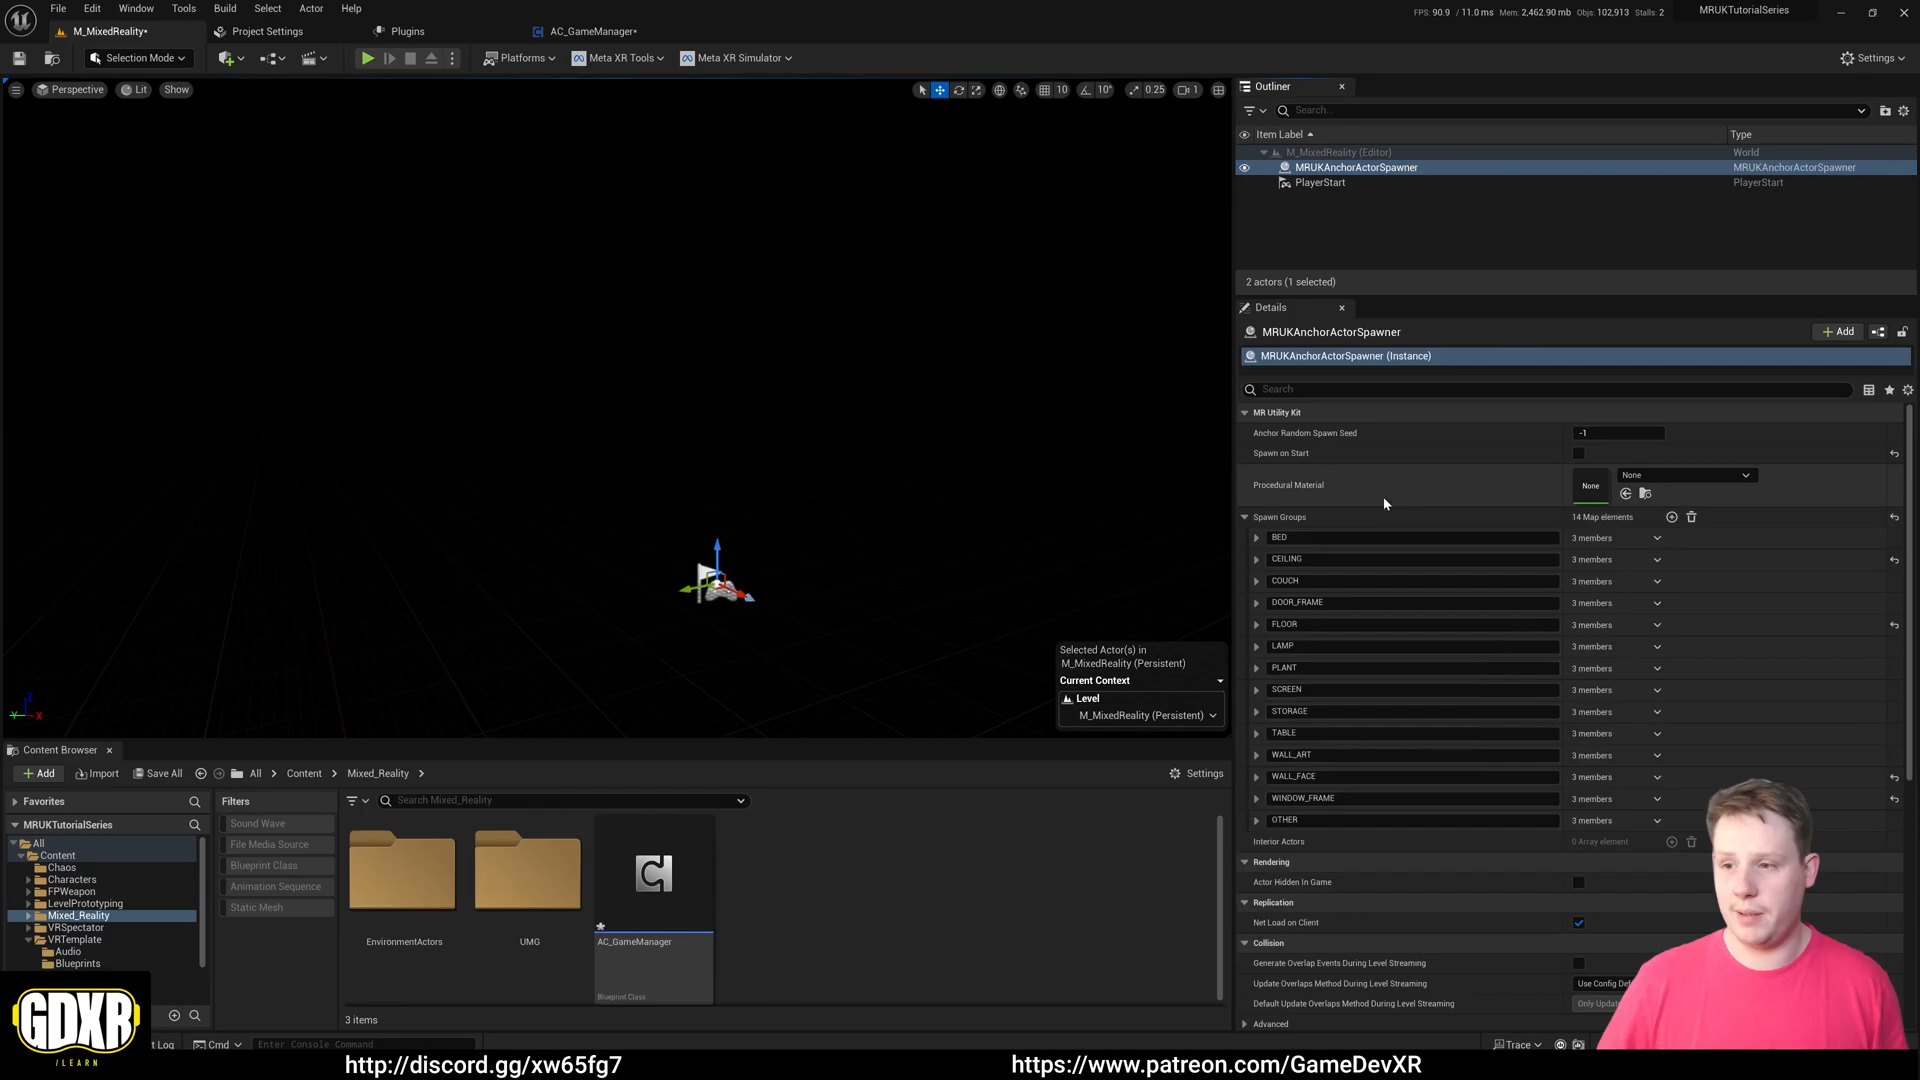 File Edit Window Tools Build Select Actor Help
FPS: 90.9 / 11.0 ms Mem: 2,462.90 mb Objs: 102,913 Stalls: 2 MRUKTutorialSeries
M_MixedReality* Project Settings Plugins AC_GameManager*
Selection Mode Platforms Meta XR Tools Meta XR Simulator Settings
Perspective Lit Show 10 10° 0.25 1
Outliner
Search...
Item Label Type
M_MixedReality (Editor) World
MRUKAnchorActorSpawner MRUKAnchorActorSpawner
PlayerStart PlayerStart
2 actors (1 selected)
Details
MRUKAnchorActorSpawner Add
MRUKAnchorActorSpawner (Instance)
Search
MR Utility Kit
Anchor Random Spawn Seed -1
Spawn on Start
Procedural Material None None
Spawn Groups 14 Map elements
BED 3 members
CEILING 3 members
COUCH 3 members
DOOR_FRAME 3 members
FLOOR 3 members
LAMP 3 members
PLANT 3 members
SCREEN 3 members
STORAGE 3 members
TABLE 3 members
WALL_ART 3 members
WALL_FACE 3 members
WINDOW_FRAME 3 members
OTHER 3 members
Interior Actors 0 Array element
Rendering
Actor Hidden In Game
Replication
Net Load on Client
Collision
Generate Overlap Events During Level Streaming
Update Overlaps Method During Level Streaming Use Config
Default Update Overlaps Method During Level Streaming Only
Advanced
Selected Actor(s) in
M_MixedReality (Persistent)
Current Context
Level
M_MixedReality (Persistent)
Z
Y X
Content Browser
Add Import Save All All Content Mixed_Reality Settings
Favorites
MRUKTutorialSeries
All
Content
Chaos
Characters
FPWeapon
LevelPrototyping
Mixed_Reality
VRSpectator
VRTemplate
Audio
Blueprints
Filters
Sound Wave
File Media Source
Blueprint Class
Animation Sequence
Static Mesh
Search Mixed_Reality
EnvironmentActors UMG AC_GameManager
Blueprint Class
3 items
Log Cmd Enter Console Command Trace
GDXR
/LEARN
http://discord.gg/xw65fg7 https://www.patreon.com/GameDevXR